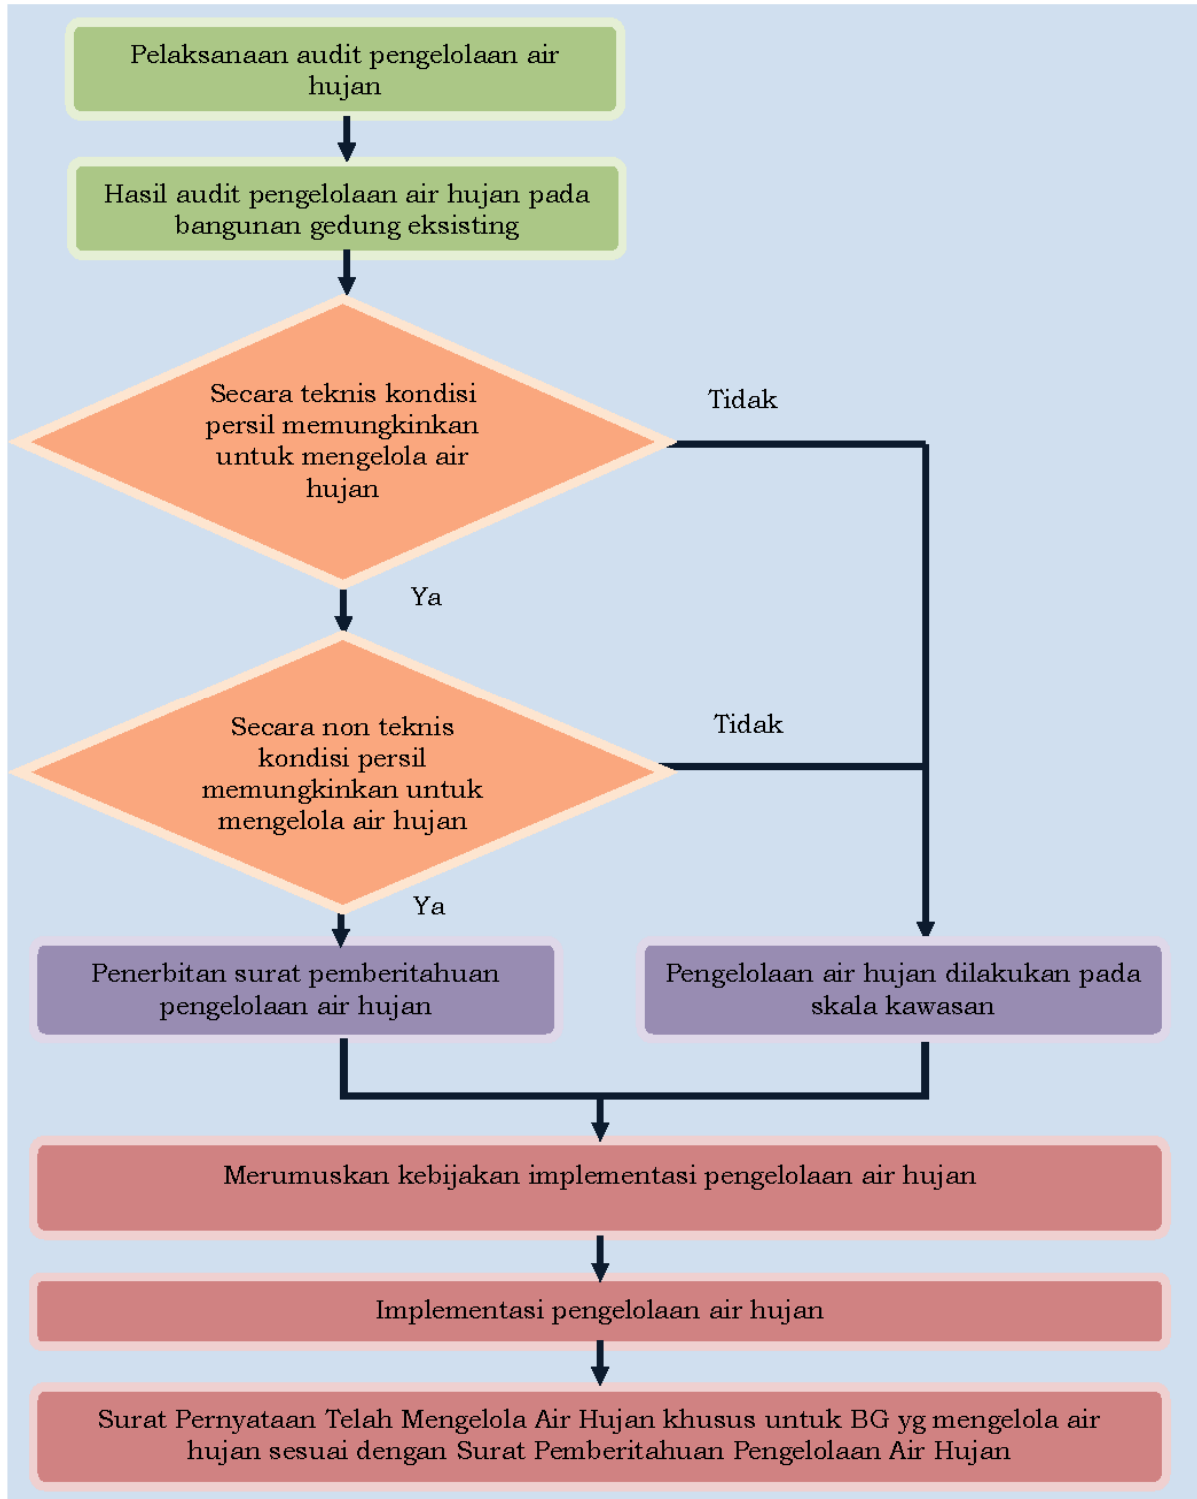 Pelaksanaan audit pengelolaan air
hujan
Hasil audit pengelolaan air hujan pada
bangunan gedung eksisting
Secara teknis kondisi
persil memungkinkan
untuk mengelola air
hujan
Tidak
Ya
Secara non teknis
kondisi persil
memungkinkan untuk
mengelola air hujan
Tidak
Ya
Penerbitan surat pemberitahuan
pengelolaan air hujan
Pengelolaan air hujan dilakukan pada
skala kawasan
Merumuskan kebijakan implementasi pengelolaan air hujan
Implementasi pengelolaan air hujan
Surat Pernyataan Telah Mengelola Air Hujan khusus untuk BG yg mengelola air
hujan sesuai dengan Surat Pemberitahuan Pengelolaan Air Hujan